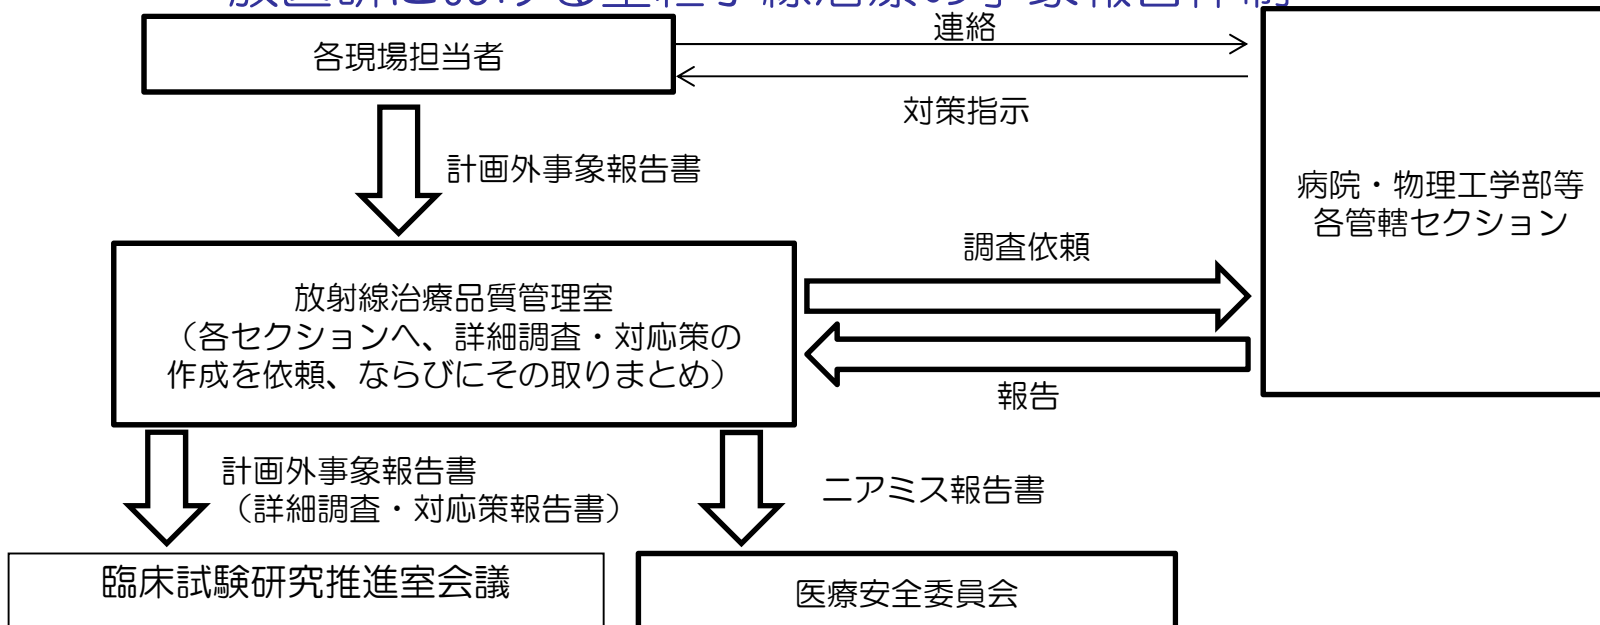 各現場担当者
連絡
対策指示
計画外事象報告書
病院・物理工学部等
各管轄セクション
調査依頼
放射線治療品質管理室
（各セクションへ、詳細調査・対応策の
作成を依頼、ならびにその取りまとめ）
報告
計画外事象報告書
（詳細調査・対応策報告書）
ニアミス報告書
臨床試験研究推進室会議
医療安全委員会